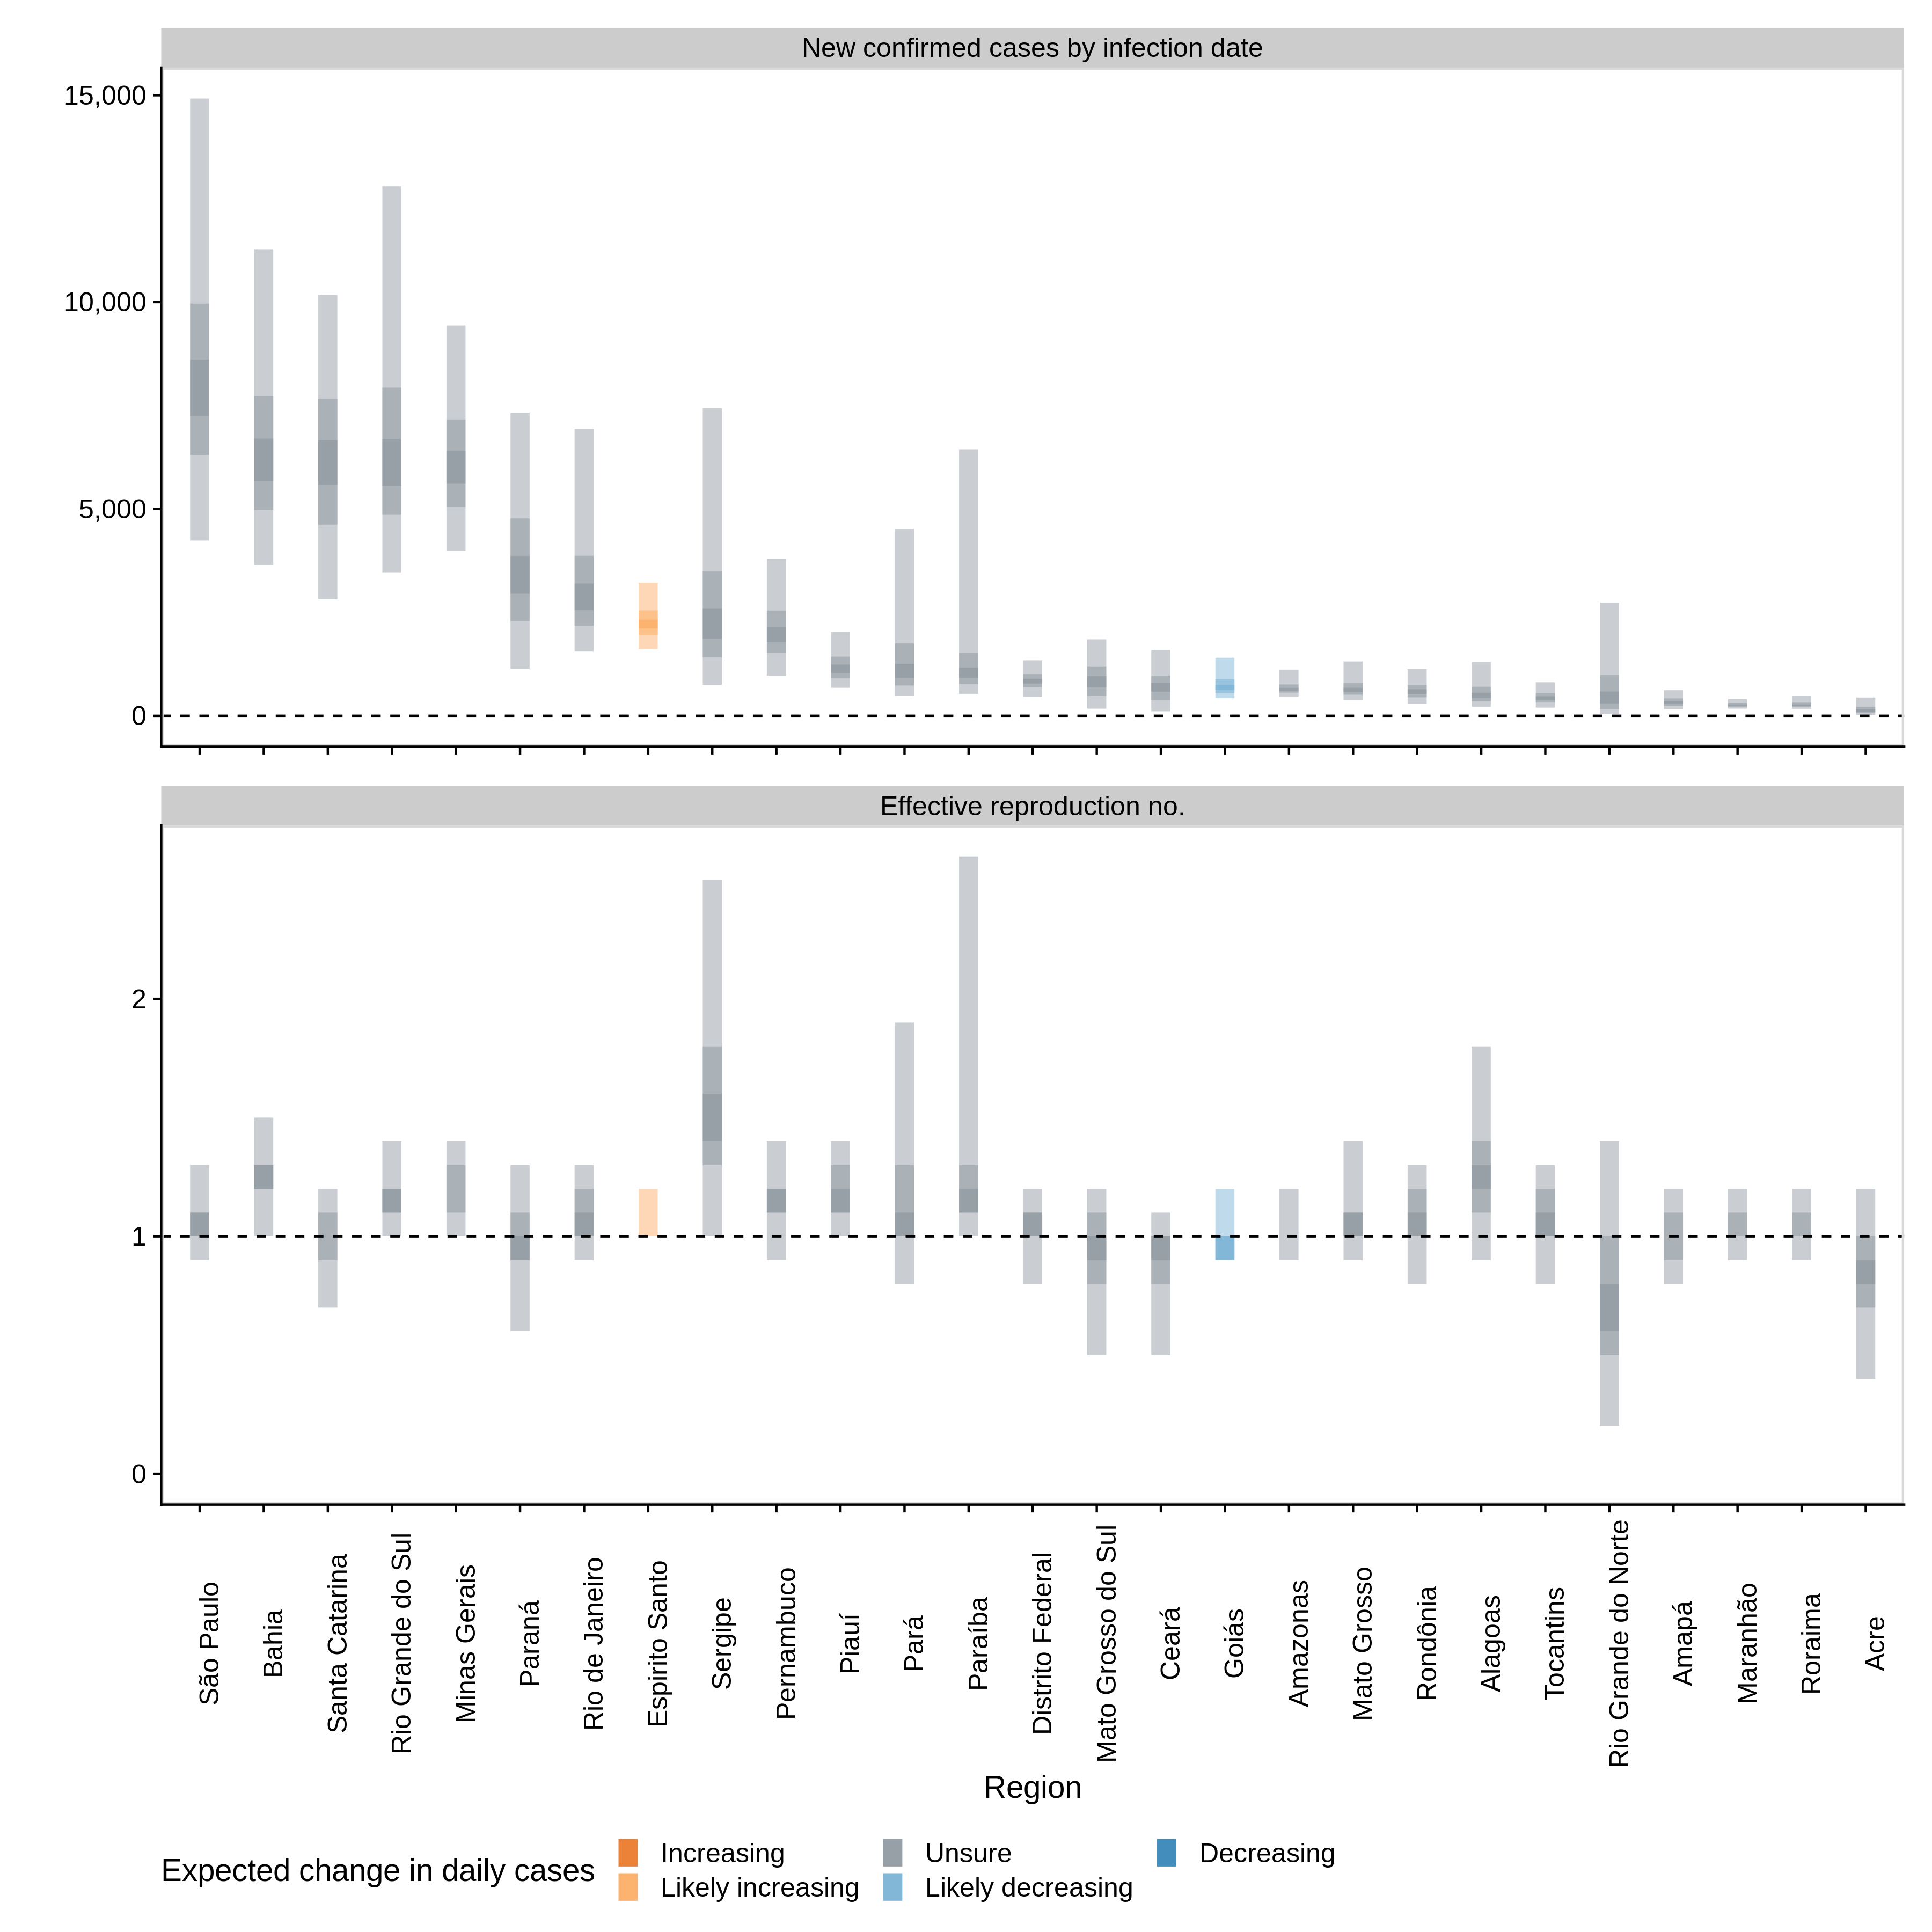 New confirmed cases by infection date
15,000
10,000
5,000
0
Effective reproduction no.
2
1
0
São Paulo
Bahia
Santa Catarina
Rio Grande do Sul
Minas Gerais
Paraná
Rio de Janeiro
Espirito Santo
Sergipe
Pernambuco
Piauí
Pará
Paraíba
Distrito Federal
Mato Grosso do Sul
Ceará
Goiás
Amazonas
Mato Grosso
Rondônia
Alagoas
Tocantins
Rio Grande do Norte
Amapá
Maranhão
Roraima
Acre
Region
Expected change in daily cases
Increasing
Unsure
Decreasing
Likely increasing
Likely decreasing